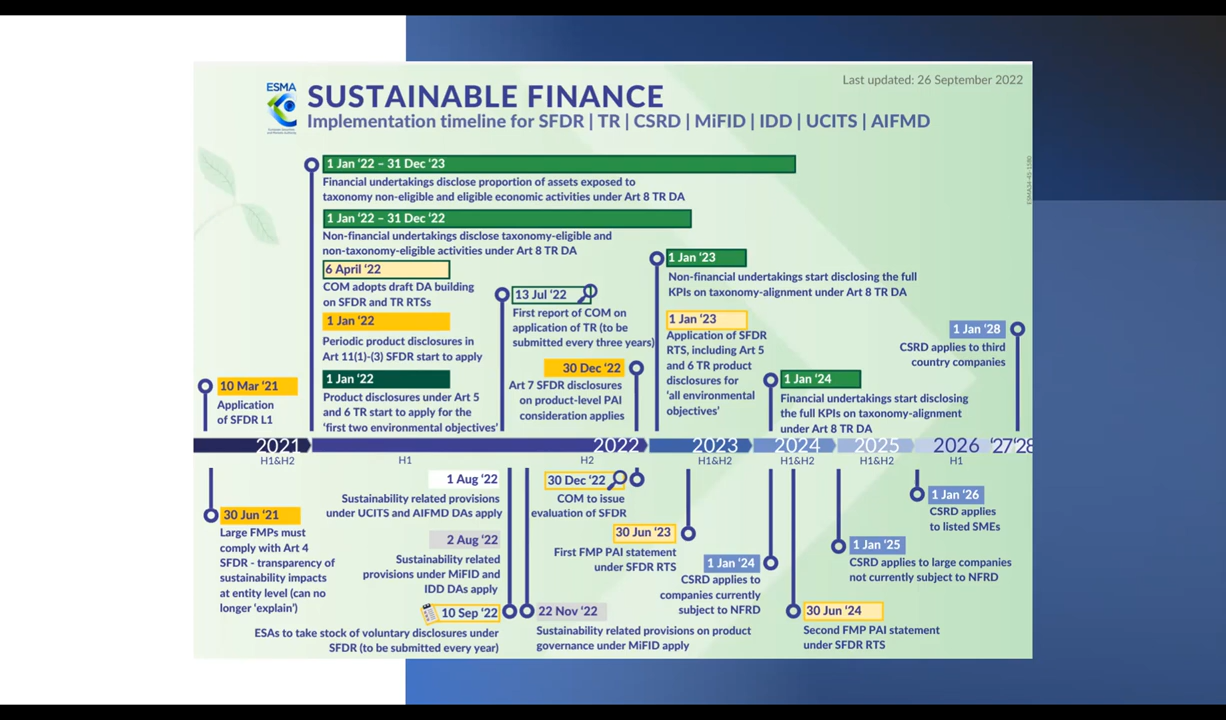 Last updated: 26 September 2022
ESMA
SUSTAINABLE FINANCE
Implementation timeline for SFDR | TR | CSRD | MiFID | IDD | UCITS | AIFMD
1 Jan ‘22 – 31 Dec ‘23
Financial undertakings disclose proportion of assets exposed to
taxonomy non-eligible and eligible economic activities under Art 8 TR DA
1 Jan ‘22 – 31 Dec ‘22
Non-financial undertakings disclose taxonomy-eligible and
non-taxonomy-eligible activities under Art 8 TR DA
6 April ‘22
COM adopts draft DA building
on SFDR and TR RTSs
1 Jan ‘22
Periodic product disclosures in
Art 11(1)-(3) SFDR start to apply
1 Jan ‘22
Product disclosures under Art 5
and 6 TR start to apply for the
‘first two environmental objectives’
10 Mar ‘21
Application
of SFDR L1
13 Jul ‘22
First report of COM on
application of TR (to be
submitted every three years)
30 Dec ‘22
Art 7 SFDR disclosures
on product-level PAI
consideration applies
1 Jan ‘23
Non-financial undertakings start disclosing the full
KPIs on taxonomy-alignment under Art 8 TR DA
1 Jan ‘23
Application of SFDR
RTS, including Art 5
and 6 TR product
disclosures for
‘all environmental
objectives’
1 Jan ‘24
Financial undertakings start disclosing
the full KPIs on taxonomy-alignment
under Art 8 TR DA
1 Jan ‘28
CSRD applies to third
country companies
2021 2022 2023 2024 2025 2026 ‘27 ‘28
H1&H2 H1 H2 H1&H2 H1&H2 H1&H2 H1
30 Jun ‘21
Large FMPs must
comply with Art 4
SFDR - transparency of
sustainability impacts
at entity level (can no
longer ‘explain’)
1 Aug ‘22
Sustainability related provisions
under UCITS and AIFMD DAs apply
2 Aug ‘22
Sustainability related
provisions under MiFID and
IDD DAs apply
10 Sep ‘22
ESAs to take stock of voluntary disclosures under
SFDR (to be submitted every year)
30 Dec ‘22
COM to issue
evaluation of SFDR
30 Jun ‘23
First FMP PAI statement
under SFDR RTS
22 Nov ‘22
Sustainability related provisions on product
governance under MiFID apply
1 Jan ‘24
CSRD applies to
companies currently
subject to NFRD
30 Jun ‘24
Second FMP PAI statement
under SFDR RTS
1 Jan ‘25
CSRD applies to large companies
not currently subject to NFRD
1 Jan ‘26
CSRD applies
to listed SMEs